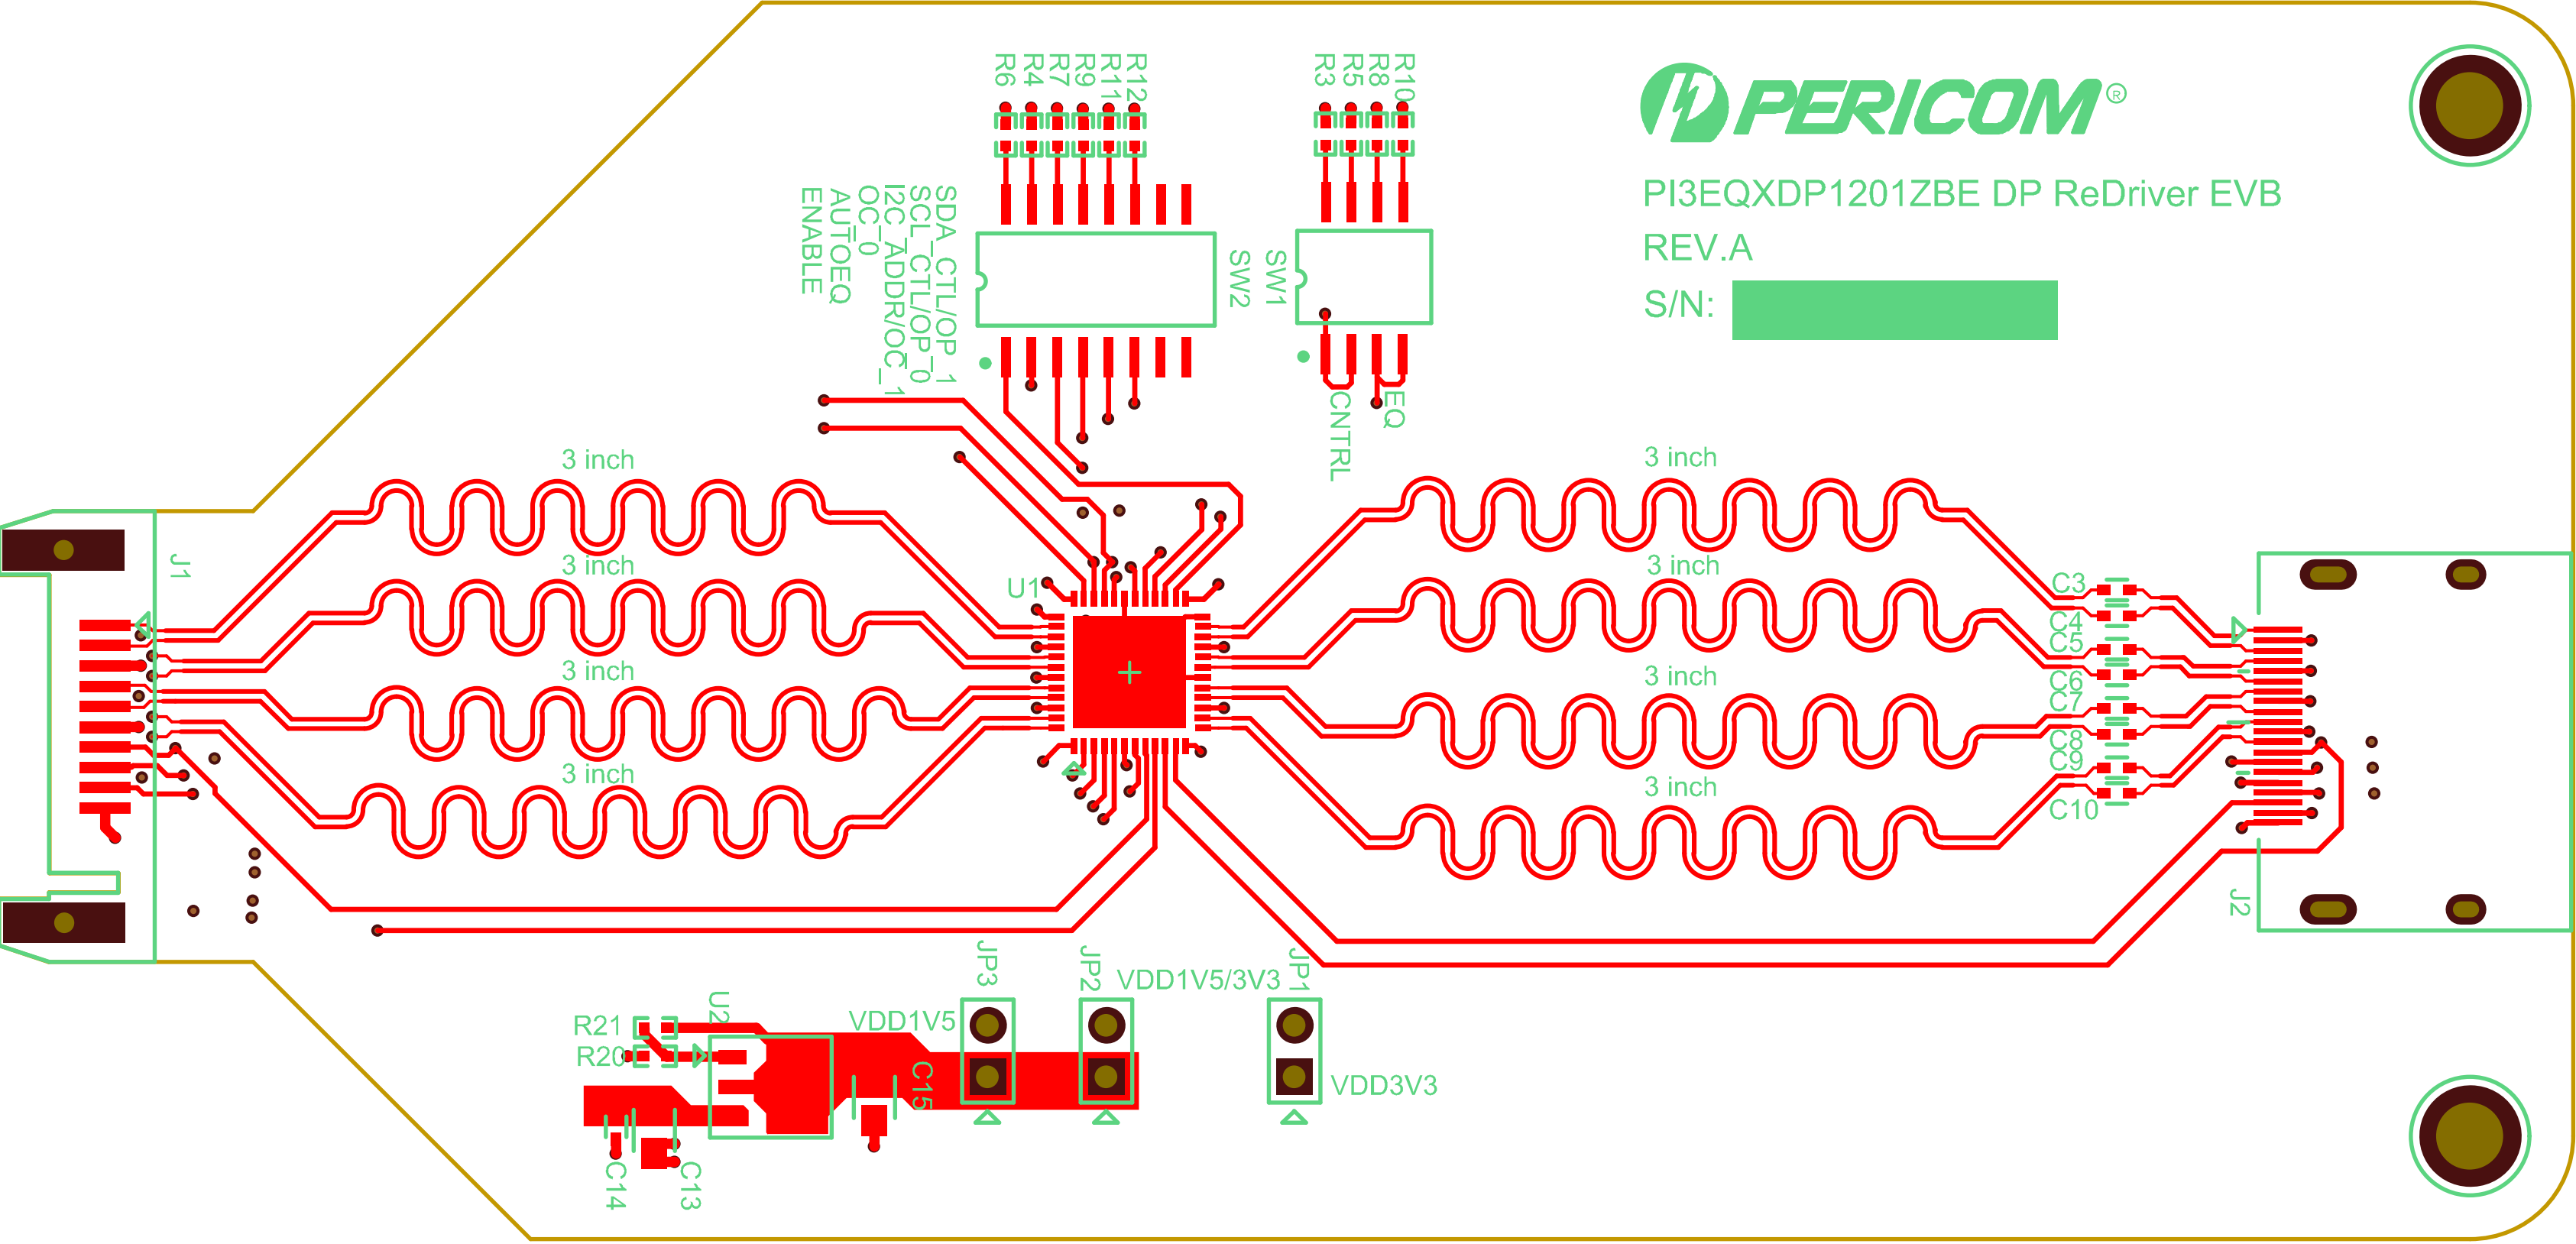 R6
R4
R7
R9
R11
R12
R3
R5
R8
R10
PERICOM®
PI3EQXDP1201ZBE DP ReDriver EVB
REV.A
S/N:
SDA_CTL/OP_1
SCL_CTL/OP_0
I2C_ADDR/OC_1
OC_0
AUTOEQ
ENABLE
SW2
SW1
CNTRL
EQ
3 inch
3 inch
3 inch
3 inch
3 inch
3 inch
3 inch
3 inch
J1
U1
C3
C4
C5
C6
C7
C8
C9
C10
J2
JP3
JP2
VDD1V5/3V3
JP1
U2
R21
R20
VDD1V5
C15
VDD3V3
C14
C13